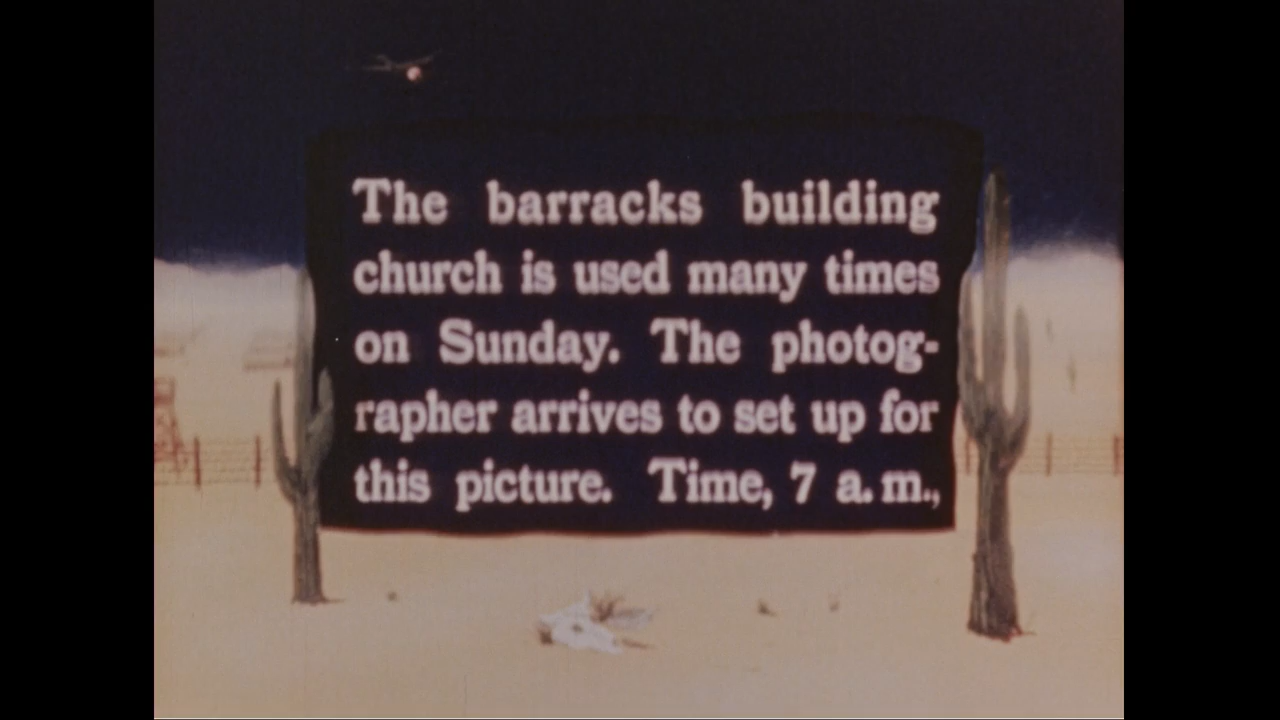 The barracks building
church is used many times
on Sunday. The photog-
rapher arrives to set up for
this picture. Time, 7 a.m.,